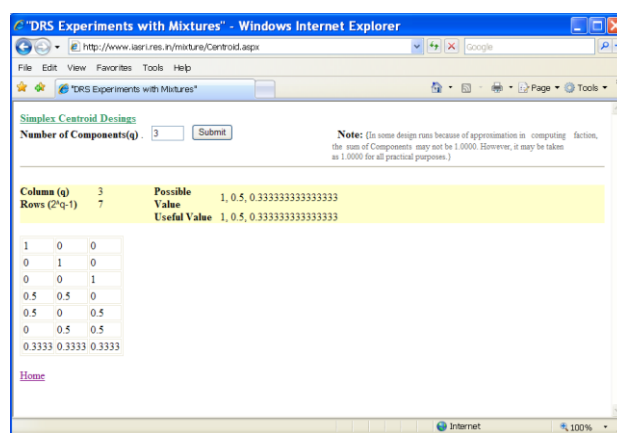 "DRS Experiments with Mixtures" - Windows Internet Explorer
http://www.iasri.res.in/mixture/Centroid.aspx
Google
File Edit View Favorites Tools Help
"DRS Experiments with Mixtures"
Page Tools
Simplex Centroid Desings
Number of Components(q) . 3 Submit
Note: (In some design runs because of approximation in computing faction,
the sum of Components may not be 1.0000. However, it may be taken
as 1.0000 for all practical purposes.)
Column (q) 3
Rows (2^q-1) 7
Possible
Value
1, 0.5, 0.333333333333333
Useful Value 1, 0.5, 0.333333333333333
1 0 0
0 1 0
0 0 1
0.5 0.5 0
0.5 0 0.5
0 0.5 0.5
0.3333 0.3333 0.3333
Home
Internet
100%